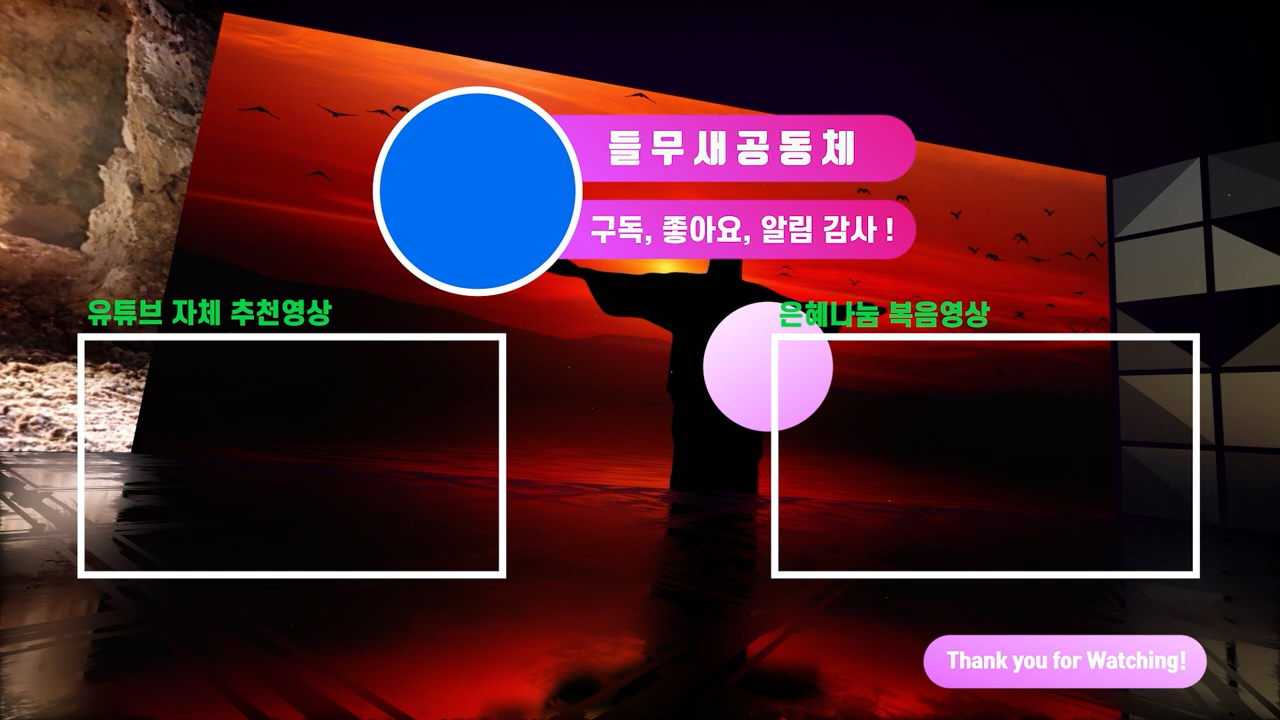 들무새공동체
구독, 좋아요, 알림 감사 !
유튜브 자체 추천영상
은혜나눔 복음영상
Thank you for Watching!